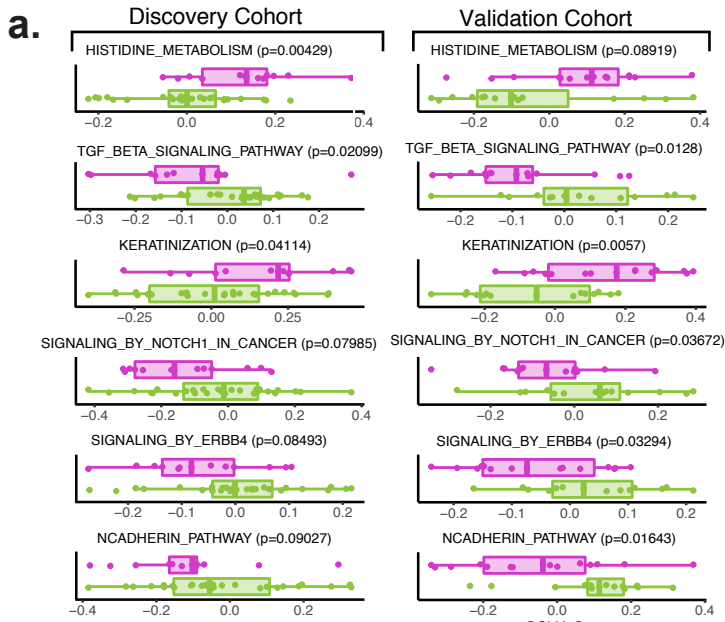 a.
Discovery Cohort
Validation Cohort
HISTIDINE_METABOLISM (p=0.00429)
−0.2 0.0 0.2 0.4
HISTIDINE_METABOLISM (p=0.08919)
−0.2 0.0 0.2 0.4
TGF_BETA_SIGNALING_PATHWAY (p=0.02099)
−0.3 −0.2 −0.1 0.0 0.1 0.2
TGF_BETA_SIGNALING_PATHWAY (p=0.0128)
−0.2 −0.1 0.0 0.1 0.2
KERATINIZATION (p=0.04114)
−0.25 0.00 0.25
KERATINIZATION (p=0.0057)
−0.2 0.0 0.2 0.4
SIGNALING_BY_NOTCH1_IN_CANCER (p=0.07985)
−0.4 −0.2 0.0 0.2 0.4
SIGNALING_BY_NOTCH1_IN_CANCER (p=0.03672)
−0.2 0.0 0.2
SIGNALING_BY_ERBB4 (p=0.08493)
−0.2 −0.1 0.0 0.1 0.2
SIGNALING_BY_ERBB4 (p=0.03294)
−0.2 −0.1 0.0 0.1 0.2
NCADHERIN_PATHWAY (p=0.09027)
−0.4 −0.2 0.0 0.2
NCADHERIN_PATHWAY (p=0.01643)
−0.2 0.0 0.2 0.4